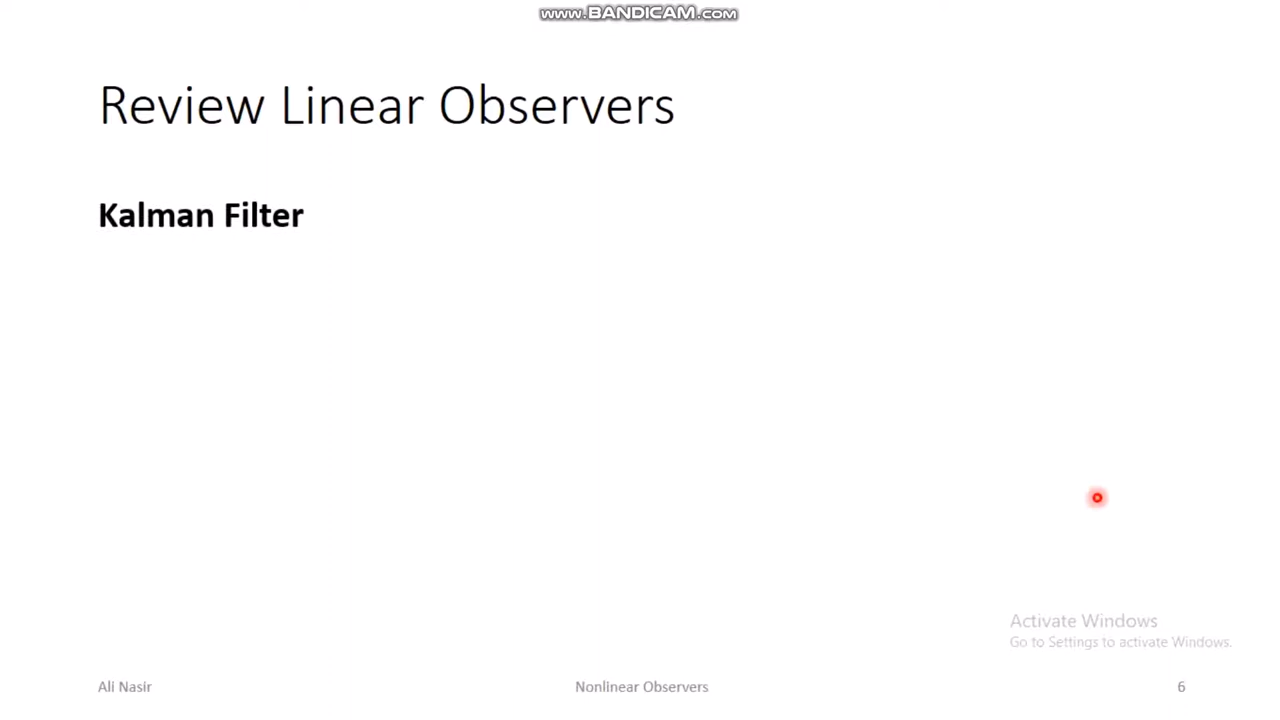 www.BANDICAM.com
Review Linear Observers
Kalman Filter
Activate Windows
Go to Settings to activate Windows.
Ali Nasir
Nonlinear Observers
6